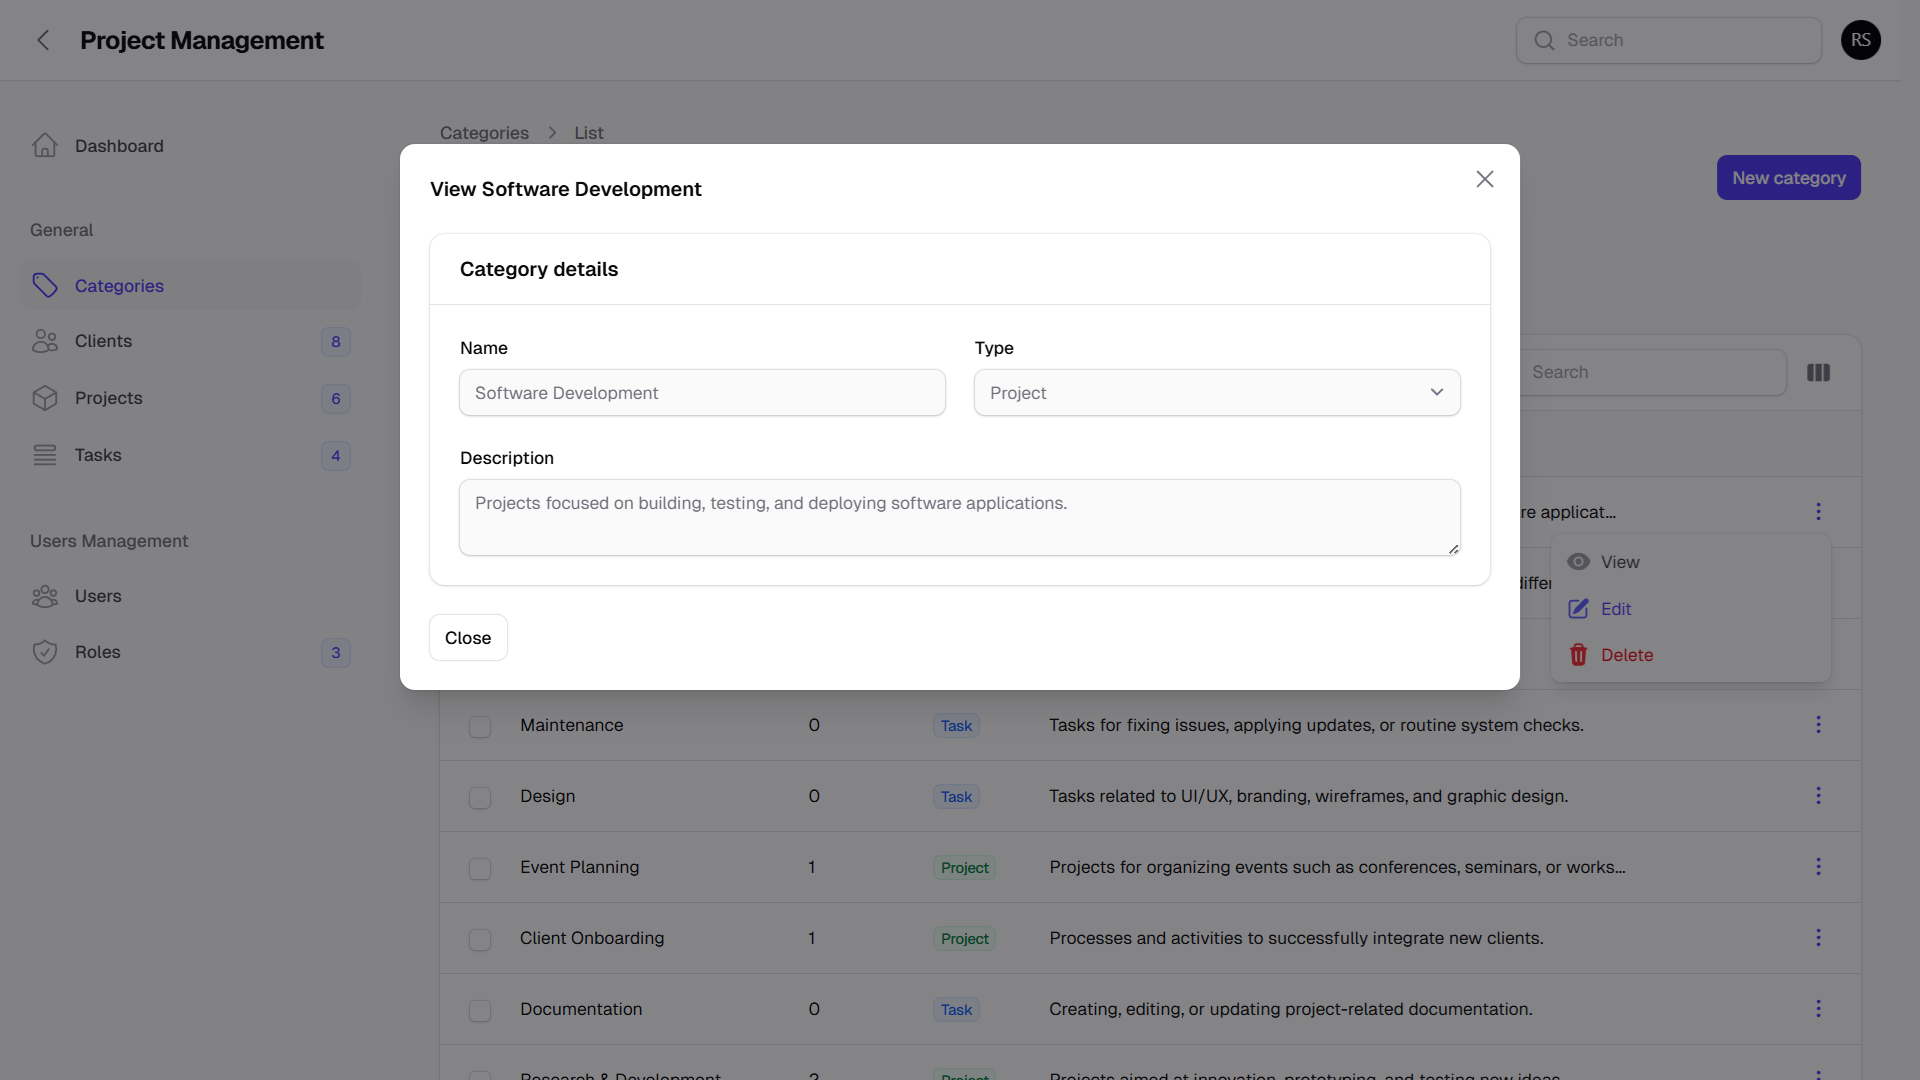 Project Management
Search
RS
Dashboard
General
Categories
Clients 8
Projects 6
Tasks 4
Users Management
Users
Roles 3
Categories > List
New category
View Software Development
Category details
Name
Software Development
Type
Project
Description
Projects focused on building, testing, and deploying software applications.
Close
Search
re applicat...
View
Edit
Delete
Maintenance 0 Task Tasks for fixing issues, applying updates, or routine system checks.
Design 0 Task Tasks related to UI/UX, branding, wireframes, and graphic design.
Event Planning 1 Project Projects for organizing events such as conferences, seminars, or works...
Client Onboarding 1 Project Processes and activities to successfully integrate new clients.
Documentation 0 Task Creating, editing, or updating project-related documentation.
Research & Development 2 Project Projects aimed at innovation, prototyping, and testing new ideas.